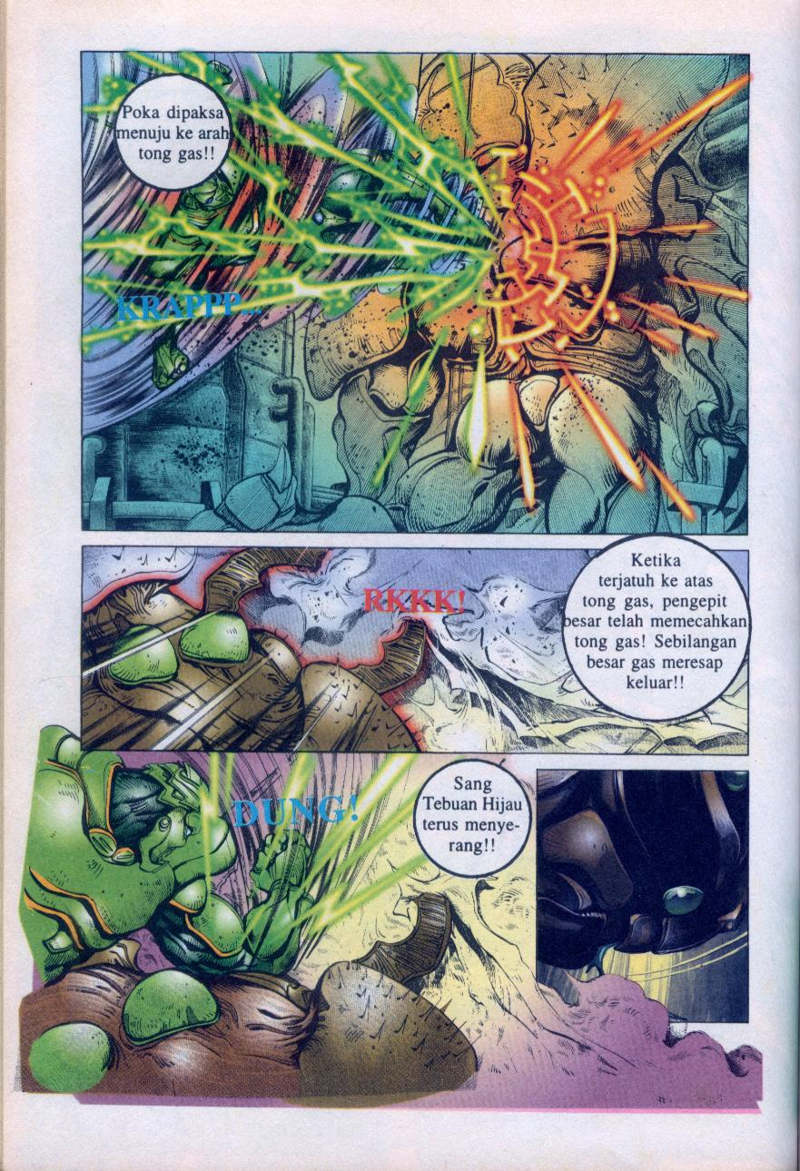 Poka dipaksa
menuju ke arah
tong gas!!
KRAPPP...
RKKK!
Ketika
terjatuh ke atas
tong gas, pengepit
besar telah memecahkan
tong gas! Sebilangan
besar gas meresap
keluar!!
DUNG!
Sang
Tebuan Hijau
terus menye-
rang!!